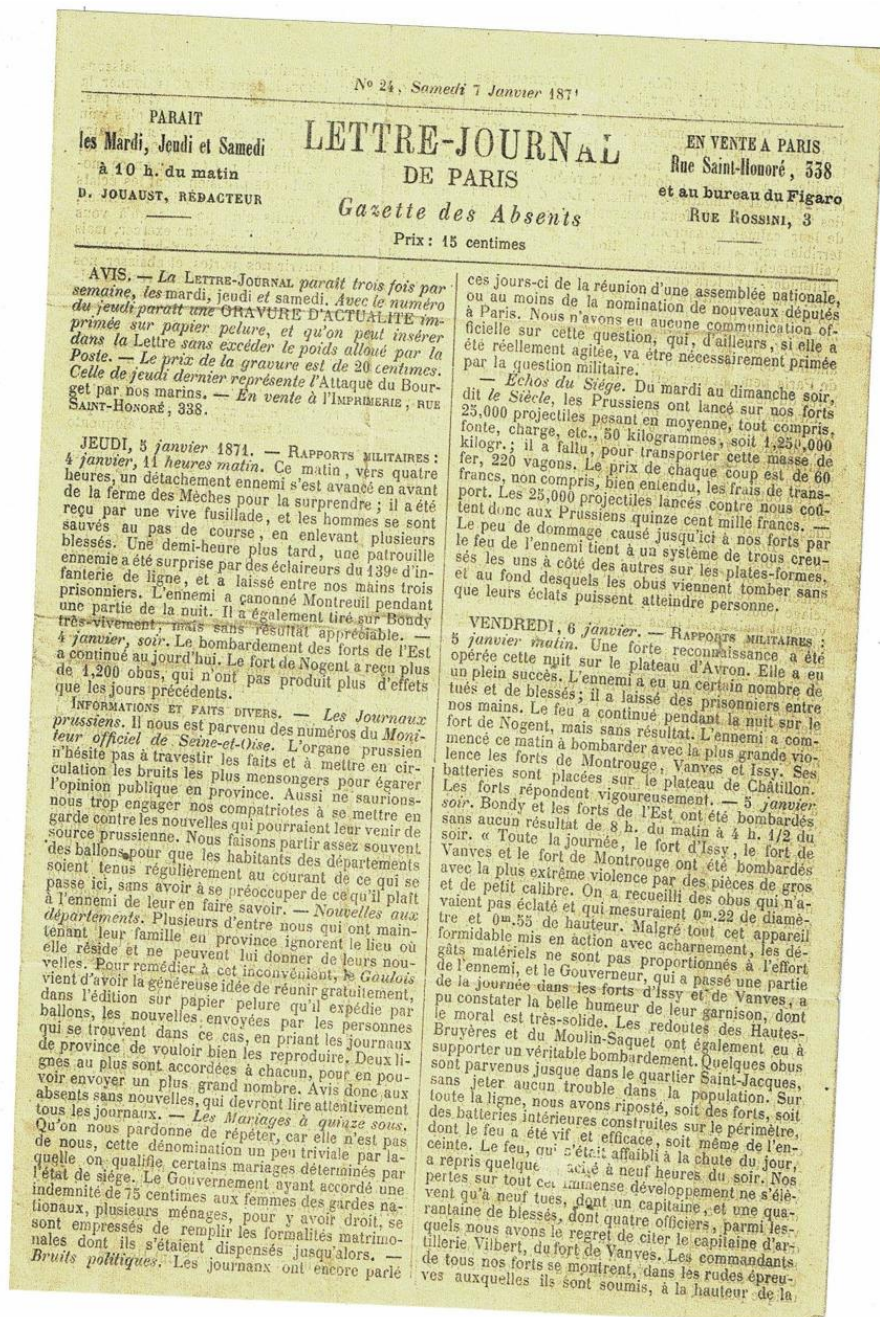 N° 24, Samedi 7 Janvier 1871
PARAIT
les Mardi, Jeudi et Samedi
à 10 h. du matin
D. JOUAUST, RÉDACTEUR
LETTRE-JOURNAL
DE PARIS
Gazette des Absents
Prix : 15 centimes
EN VENTE A PARIS
Rue Saint-Honoré, 338
et au bureau du Figaro
RUE ROSSINI, 3
AVIS. — La LETTRE-JOURNAL paraît trois fois par
semaine, les mardi, jeudi et samedi. Avec le numéro
du jeudi paraît une GRAVURE D'ACTUALITÉ im-
primée sur papier pelure, et qu'on peut insérer
dans la Lettre sans excéder le poids alloué par la
Poste. — Le prix de la gravure est de 20 centimes.
Celle de jeudi dernier représente l'Attaque du Bour-
get par nos marins. — En vente à l'IMPRIMERIE, RUE
SAINT-HONORÉ, 338.
JEUDI, 5 janvier 1871. — RAPPORTS MILITAIRES :
4 janvier, 11 heures matin. Ce matin, vers quatre
heures, un détachement ennemi s'est avancé en avant
de la ferme des Mèches pour la surprendre ; il a été
reçu par une vive fusillade, et les hommes se sont
sauvés au pas de course, en enlevant plusieurs
blessés. Une demi-heure plus tard, une patrouille
ennemie a été surprise par des éclaireurs du 139e d'in-
fanterie de ligne, et a laissé entre nos mains trois
prisonniers. L'ennemi a canonné Montreuil pendant
une partie de la nuit. Il a également tiré sur Bondy
très-vivement, mais sans résultat appréciable. —
4 janvier, soir. Le bombardement des forts de l'Est
a continué aujourd'hui. Le fort de Nogent a reçu plus
de 1,200 obus, qui n'ont pas produit plus d'effets
que les jours précédents.
INFORMATIONS ET FAITS DIVERS. — Les Journaux
prussiens. Il nous est parvenu des numéros du Moni-
teur officiel de Seine-et-Oise. L'organe prussien
n'hésite pas à travestir les faits et à mettre en cir-
culation les bruits les plus mensongers pour égarer
l'opinion publique en province. Aussi ne saurions-
nous trop engager nos compatriotes à se mettre en
garde contre les nouvelles qui pourraient leur venir de
source prussienne. Nous faisons partir assez souvent
des ballons pour que les habitants des départements
soient tenus régulièrement au courant de ce qui se
passe ici, sans avoir à se préoccuper de ce qu'il plaît
à l'ennemi de leur en faire savoir. — Nouvelles aux
départements. Plusieurs d'entre nous qui ont main-
tenant leur famille en province ignorent le lieu où
elle réside et ne peuvent lui donner de leurs nou-
velles. Pour remédier à cet inconvénient, le Gaulois
vient d'avoir la généreuse idée de réunir gratuitement,
dans l'édition sur papier pelure qu'il expédie par
ballons, les nouvelles envoyées par les personnes
qui se trouvent dans ce cas, en priant les journaux
de province de vouloir bien les reproduire. Deux li-
gnes au plus sont accordées à chacun, pour en pou-
voir envoyer un plus grand nombre. Avis donc aux
absents sans nouvelles, qui devront lire attentivement
tous les journaux. — Les Mariages à quinze sous.
Qu'on nous pardonne de répéter, car elle n'est pas
de nous, cette dénomination un peu triviale par la-
quelle on qualifie certains mariages déterminés par
l'état de siége. Le Gouvernement ayant accordé une
indemnité de 75 centimes aux femmes des gardes na-
tionaux, plusieurs ménages, pour y avoir droit, se
sont empressés de remplir les formalités matrimo-
niales dont ils s'étaient dispensés jusqu'alors. —
Bruits politiques. Les journaux ont encore parlé
ces jours-ci de la réunion d'une assemblée nationale,
ou au moins de la nomination de nouveaux députés
à Paris. Nous n'avons eu aucune communication of-
ficielle sur cette question, qui, d'ailleurs, si elle a
été réellement agitée, va être nécessairement primée
par la question militaire.
— Échos du Siége. Du mardi au dimanche soir,
dit le Siècle, les Prussiens ont lancé sur nos forts
25,000 projectiles pesant en moyenne, tout compris,
fonte, charge, etc., 50 kilogrammes, soit 1,250,000
kilogr. ; il a fallu, pour transporter cette masse de
fer, 220 vagons. Le prix de chaque coup est de 60
francs, non compris, bien entendu, les frais de trans-
port. Les 25,000 projectiles lancés contre nous coû-
tent donc aux Prussiens quinze cent mille francs. —
Le peu de dommage causé jusqu'ici à nos forts par
le feu de l'ennemi tient à un système de trous creu-
sés les uns à côté des autres sur les plates-formes,
et au fond desquels les obus viennent tomber sans
que leurs éclats puissent atteindre personne.
VENDREDI, 6 janvier. — RAPPORTS MILITAIRES :
5 janvier matin. Une forte reconnaissance a été
opérée cette nuit sur le plateau d'Avron. Elle a eu
un plein succès. L'ennemi a eu un certain nombre de
tués et de blessés ; il a laissé des prisonniers entre
nos mains. Le feu a continué pendant la nuit sur le
fort de Nogent, mais sans résultat. L'ennemi a com-
mencé ce matin à bombarder avec la plus grande vio-
lence les forts de Montrouge, Vanves et Issy. Ses
batteries sont placées sur le plateau de Châtillon.
Les forts répondent vigoureusement. — 5 janvier
soir. Bondy et les forts de l'Est ont été bombardés
sans aucun résultat de 8 h. du matin à 4 h. 1/2 du
soir. « Toute la journée, le fort d'Issy, le fort de
Vanves et le fort de Montrouge ont été bombardés
avec la plus extrême violence par des pièces de gros
et de petit calibre. On a recueilli des obus qui n'a-
vaient pas éclaté et qui mesuraient 0m.22 de diamè-
tre et 0m.55 de hauteur. Malgré tout cet appareil
formidable mis en action avec acharnement, les dé-
gâts matériels ne sont pas proportionnés à l'effort
de l'ennemi, et le Gouverneur, qui a passé une partie
de la journée dans les forts d'Issy et de Vanves, a
pu constater la belle humeur de leur garnison, dont
le moral est très-solide. Les redoutes des Hautes-
Bruyères et du Moulin-Saquet ont également eu à
supporter un véritable bombardement. Quelques obus
sont parvenus jusque dans le quartier Saint-Jacques,
sans jeter aucun trouble dans la population. Sur
toute la ligne, nous avons riposté, soit des forts, soit
des batteries intérieures construites sur le périmètre,
dont le feu a été vif et efficace, soit même de l'en-
ceinte. Le feu, qui s'était affaibli à la chute du jour,
a repris quelque à neuf heures du soir. Nos
pertes sur tout cet immense développement ne s'élè-
vent qu'à neuf tués, dont un capitaine, et une qua-
rantaine de blessés, dont quatre officiers, parmi les-
quels nous avons le regret de citer le capitaine d'ar-
tillerie Vilbert, du fort de Vanves. Les commandants
de tous nos forts se montrent, dans les rudes épreu-
ves auxquelles ils sont soumis, à la hauteur de la